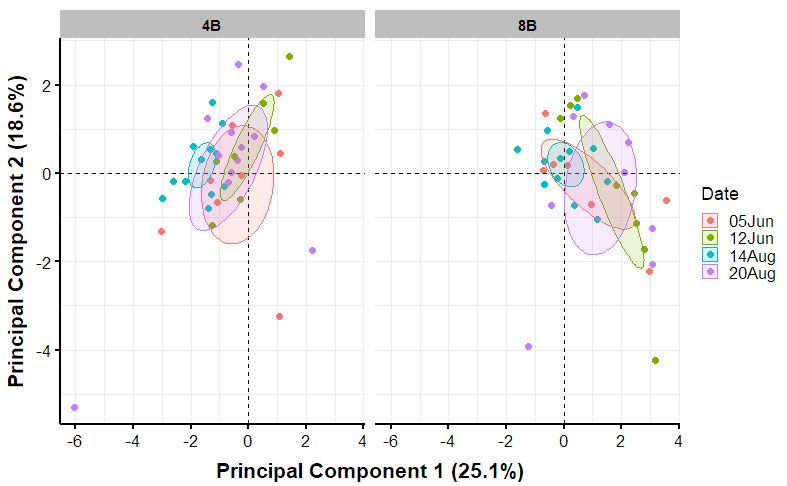 4B 8B
Principal Component 2 (18.6%)
2
0
-2
-4
-6 -4 -2 0 2 4 -6 -4 -2 0 2 4
Principal Component 1 (25.1%)
Date
05Jun
12Jun
14Aug
20Aug